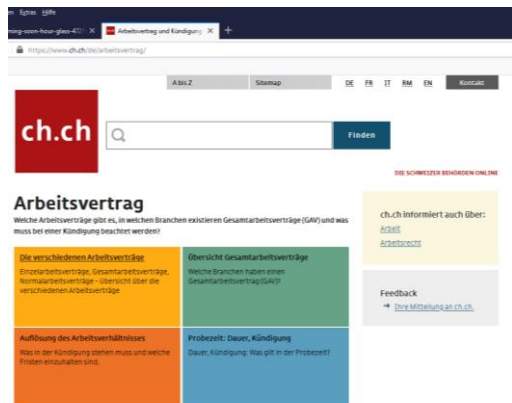 Extras Hilfe
Arbeitsvertrag und Kündigung
https://www.ch.ch/de/arbeitsvertrag/
A bis Z Sitemap DE FR IT RM EN Kontakt
ch.ch
Finden
DIE SCHWEIZER BEHÖRDEN ONLINE
Arbeitsvertrag
Welche Arbeitsverträge gibt es, in welchen Branchen existieren Gesamtarbeitsverträge (GAV) und was
muss bei einer Kündigung beachtet werden?
ch.ch informiert auch über:
Arbeit
Arbeitsrecht
Die verschiedenen Arbeitsverträge
Einzelarbeitsverträge, Gesamtarbeitsverträge,
Normalarbeitsverträge - Übersicht über die
verschiedenen Arbeitsverträge
Übersicht Gesamtarbeitsverträge
Welche Branchen haben einen
Gesamtarbeitsvertrag (GAV)?
Feedback
Ihre Mitteilung an ch.ch.
Auflösung des Arbeitsverhältnisses
Was in der Kündigung stehen muss und welche
Fristen einzuhalten sind.
Probezeit: Dauer, Kündigung
Dauer, Kündigung: Was gilt in der Probezeit?